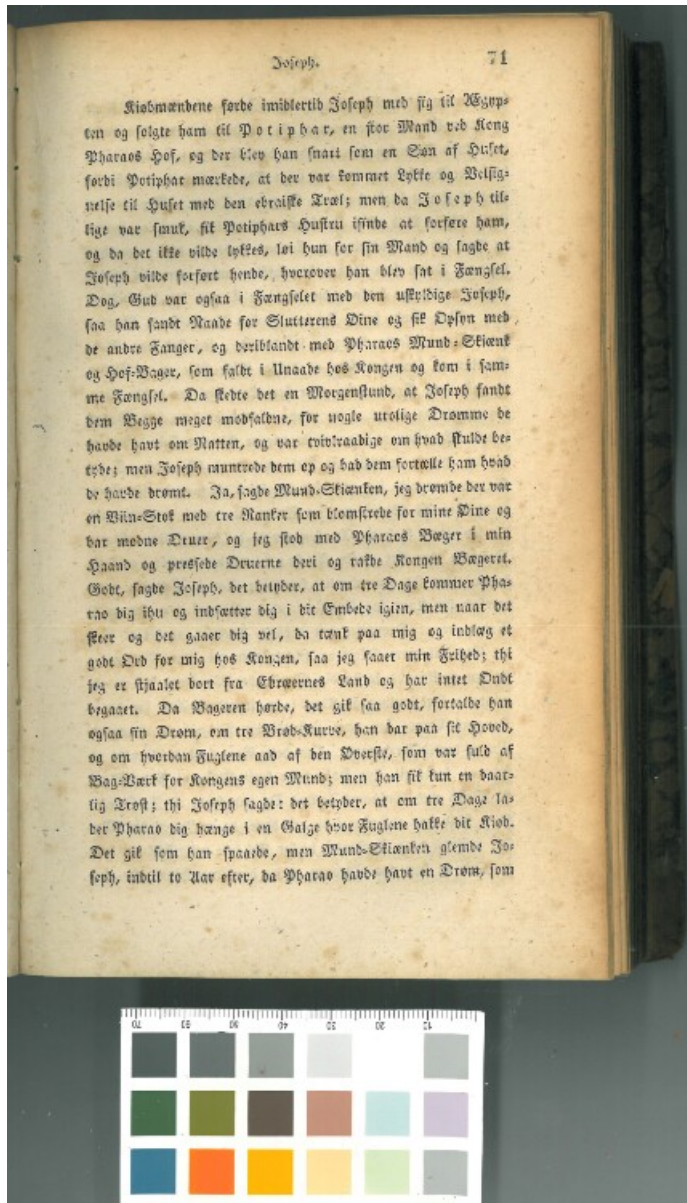 Joseph. 71
Kiøbmændene førde imidlertid Joseph med sig til Ægyp-
ten og solgte ham til Potiphar, en stor Mand ved Kong
Pharaos Hof, og der blev han snart som en Søn af Huset,
fordi Potiphar mærkede, at der var kommet Lykke og Velsig-
nelse til Huset med den ebraiske Træl; men da Joseph til-
lige var smuk, fik Potiphars Hustru isinde at forføre ham,
og da det ikke vilde lykkes, løi hun for sin Mand og sagde at
Joseph vilde forført hende, hvorover han blev sat i Fængsel.
Dog, Gud var ogsaa i Fængselet med den uskyldige Joseph,
saa han fandt Naade for Slutterens Øine og fik Opsyn med
de andre Fanger, og deriblandt med Pharaos Mund-Skiænk
og Hof-Bager, som faldt i Unaade hos Kongen og kom i sam-
me Fængsel. Da skedte det en Morgenstund, at Joseph fandt
dem Begge meget modfaldne, for nogle urolige Drømme de
havde havt om Natten, og var tvivlraadige om hvad skulde be-
tyde; men Joseph muntrede dem op og bad dem fortælle ham hvad
de havde drømt. Ja, sagde Mund-Skiænken, jeg drømde der var
en Viin-Stok med tre Ranker som blomstrede for mine Øine og
bar modne Druer, og jeg stod med Pharaos Bæger i min
Haand og pressede Druerne deri og rakde Kongen Bægeret.
Godt, sagde Joseph, det betyder, at om tre Dage kommer Pha-
rao dig ihu og indsætter dig i dit Embede igien, men naar det
skeer og det gaaer dig vel, da tænk paa mig og indlæg et
godt Ord for mig hos Kongen, saa jeg faaer min Frihed; thi
jeg er stjaalet bort fra Ebræernes Land og har intet Ondt
begaaet. Da Bageren hørde, det gik saa godt, fortalde han
ogsaa sin Drøm, om tre Brød-Kurve, han bar paa sit Hoved,
og om hvordan Fuglene aad af den Øverste, som var fuld af
Bag-Værk for Kongens egen Mund; men han fik kun en daar-
lig Trøst; thi Joseph sagde: det betyder, at om tre Dage la-
der Pharao dig hænge i en Galge hvor Fuglene hakke dit Kiød.
Det gik som han spaaede, men Mund-Skiænken glemde Jo-
seph, indtil to Aar efter, da Pharao havde havt en Drøm, som